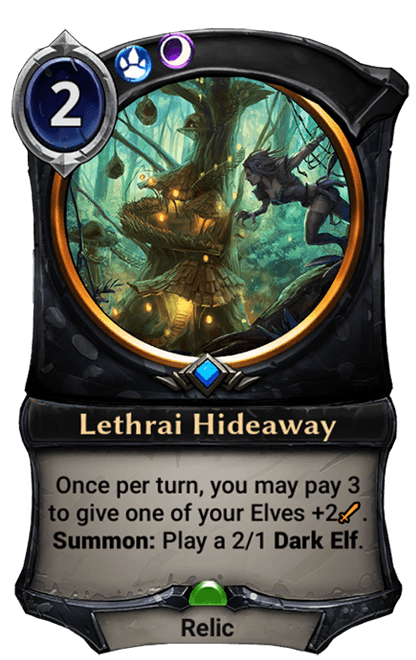 2
Lethrai Hideaway
Once per turn, you may pay 3
to give one of your Elves +2.
Summon: Play a 2/1 Dark Elf.
Relic